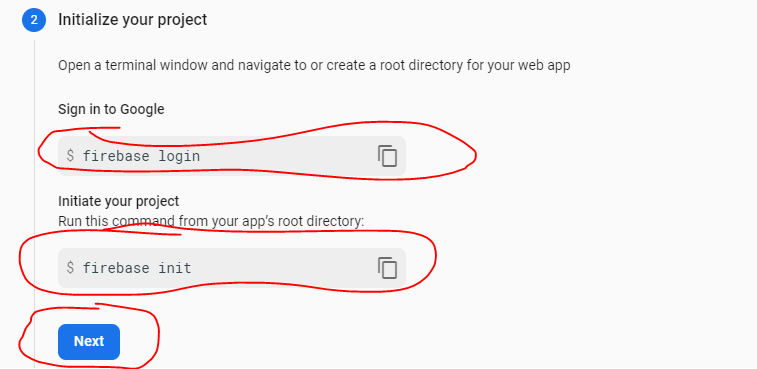 2 Initialize your project
Open a terminal window and navigate to or create a root directory for your web app
Sign in to Google
$ firebase login
Initiate your project
Run this command from your app's root directory:
$ firebase init
Next